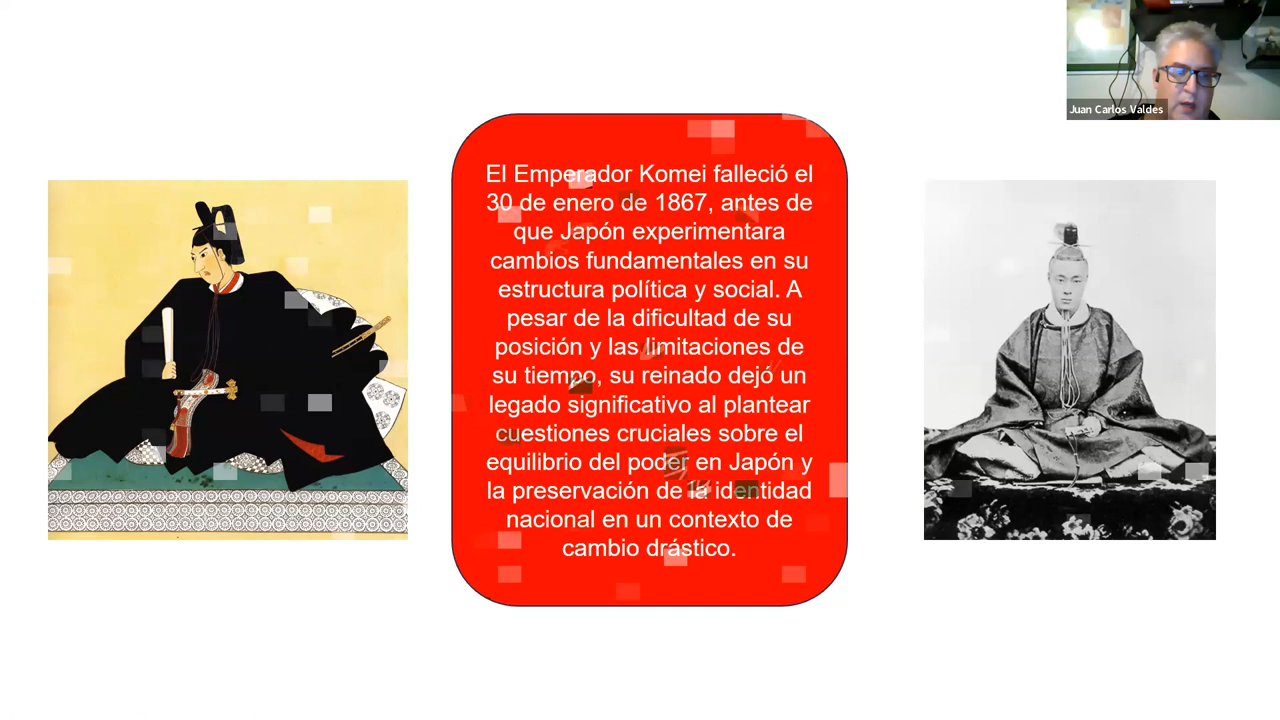 Juan Carlos Valdes
El Emperador Komei falleció el
30 de enero de 1867, antes de
que Japón experimentara
cambios fundamentales en su
estructura política y social. A
pesar de la dificultad de su
posición y las limitaciones de
su tiempo, su reinado dejó un
legado significativo al plantear
cuestiones cruciales sobre el
equilibrio del poder en Japón y
la preservación de la identidad
nacional en un contexto de
cambio drástico.